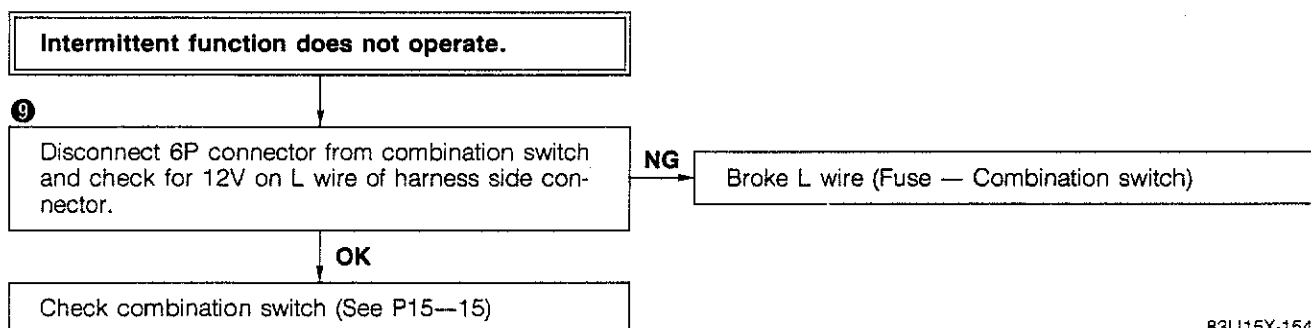 Intermittent function does not operate.
❾
Disconnect 6P connector from combination switch
and check for 12V on L wire of harness side con-
nector.
NG
Broke L wire (Fuse — Combination switch)
OK
Check combination switch (See P15—15)
83U15X-154